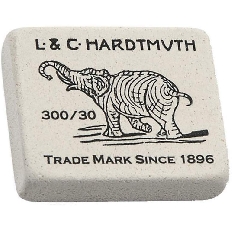 L. & C. HARDTMUTH
300/30
TRADE MARK SINCE 1896